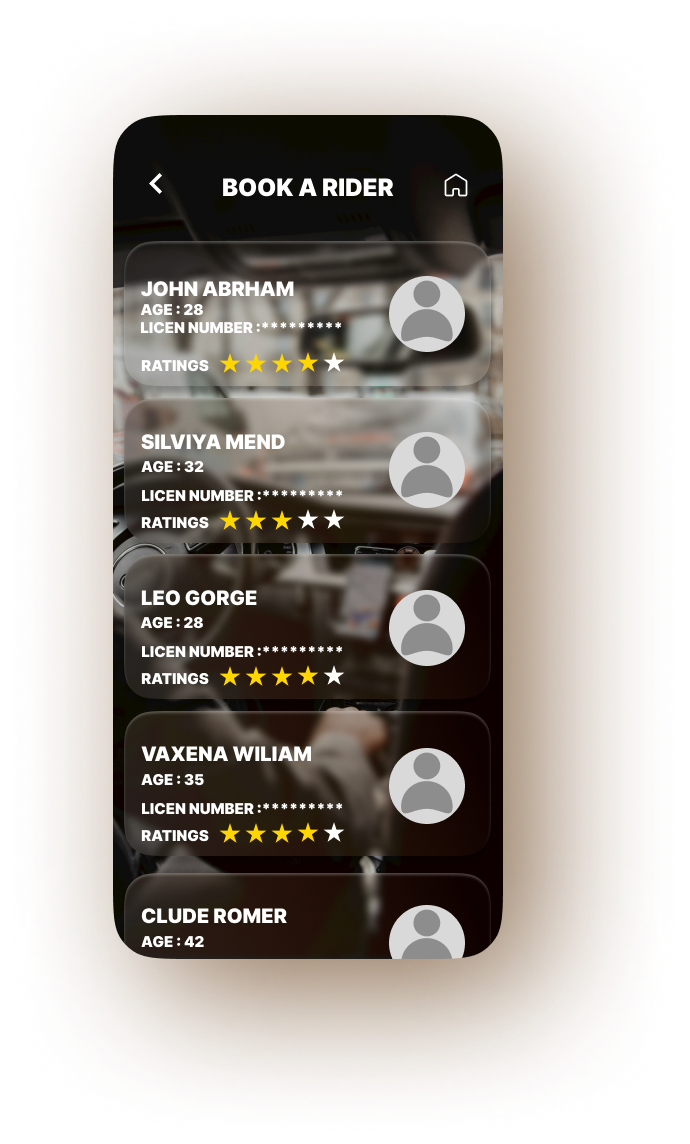 BOOK A RIDER
JOHN ABRHAM
AGE : 28
LICEN NUMBER :*********
RATINGS
SILVIYA MEND
AGE : 32
LICEN NUMBER :*********
RATINGS
LEO GORGE
AGE : 28
LICEN NUMBER :*********
RATINGS
VAXENA WILIAM
AGE : 35
LICEN NUMBER :*********
RATINGS
CLUDE ROMER
AGE : 42